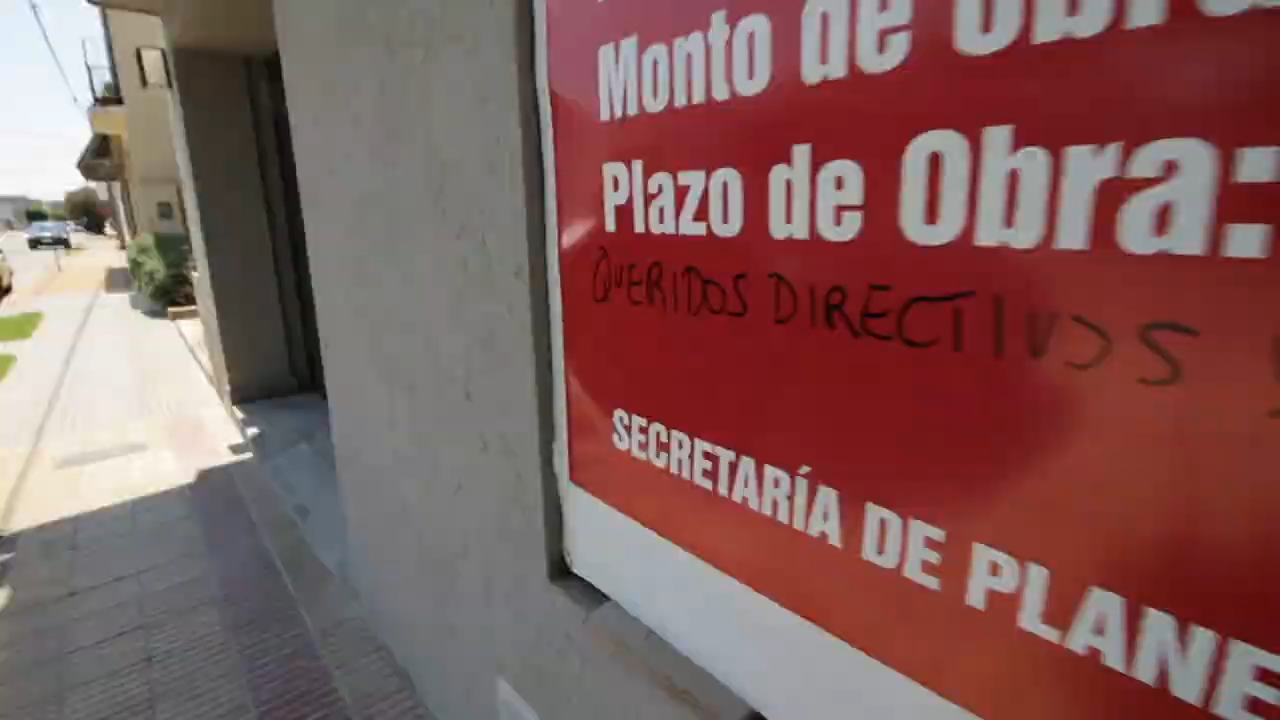 Monto de Obra
Plazo de Obra:
QUERIDOS DIRECTIVOS
SECRETARÍA DE PLANE